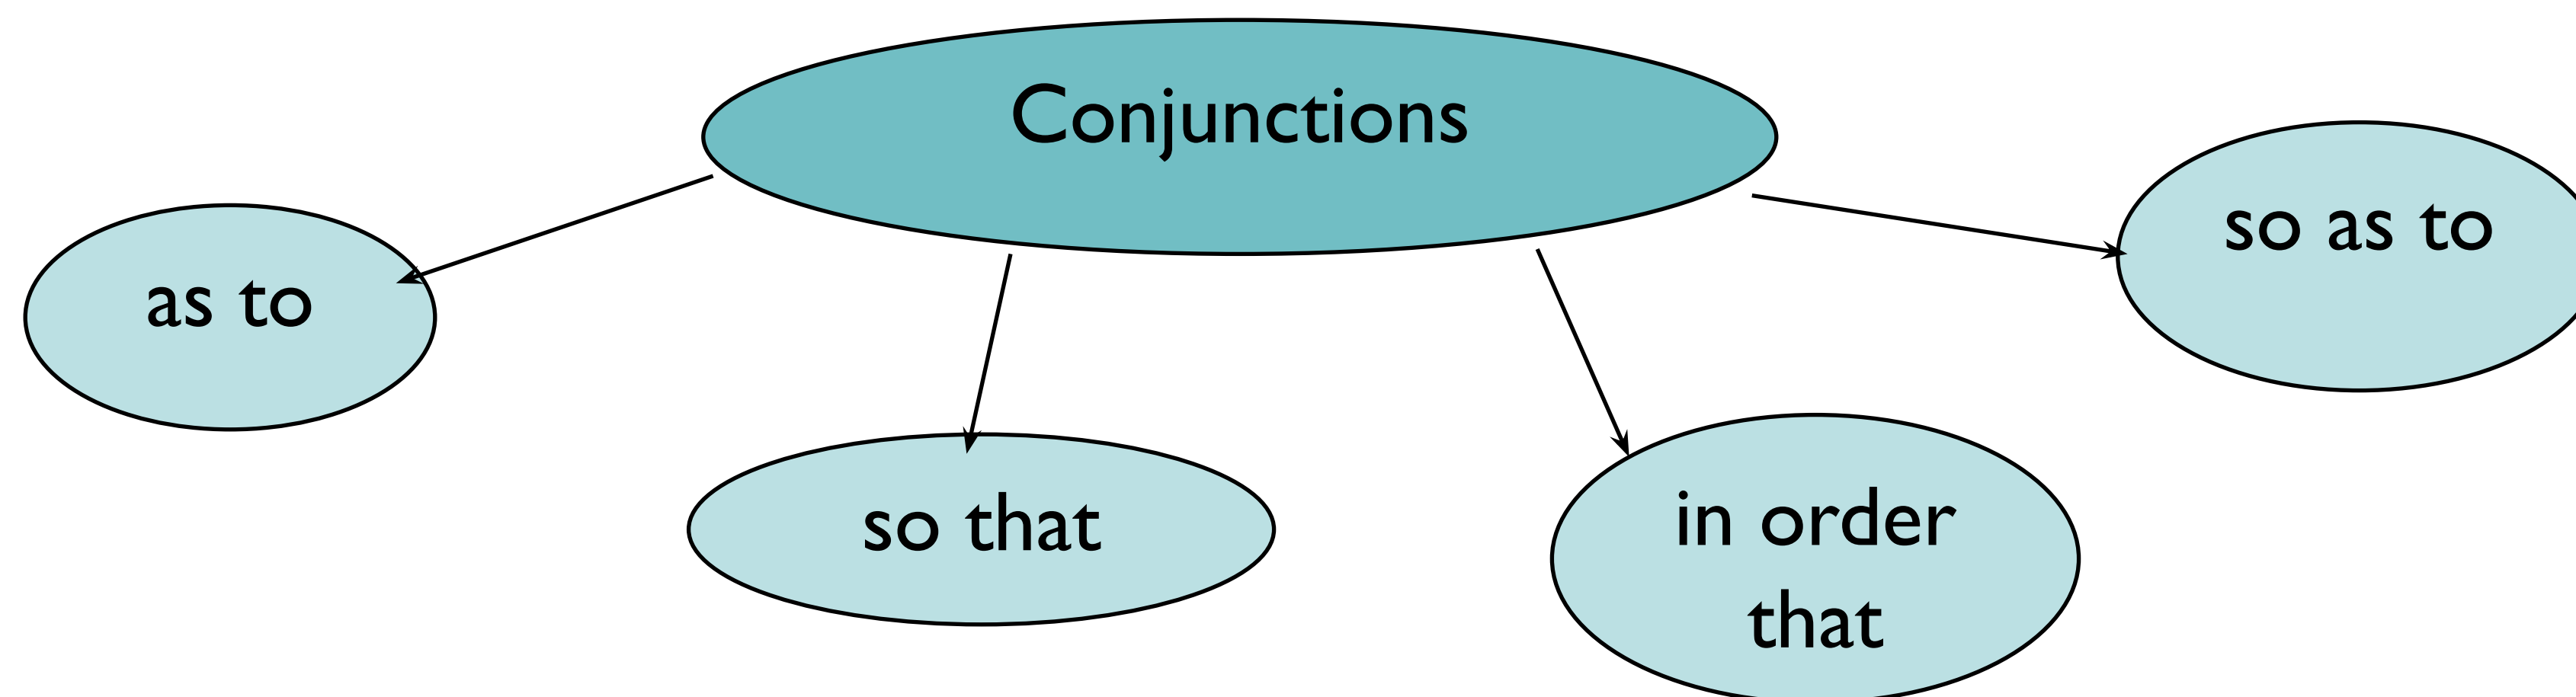 Conjunctions
as to
so that
in order
that
so as to